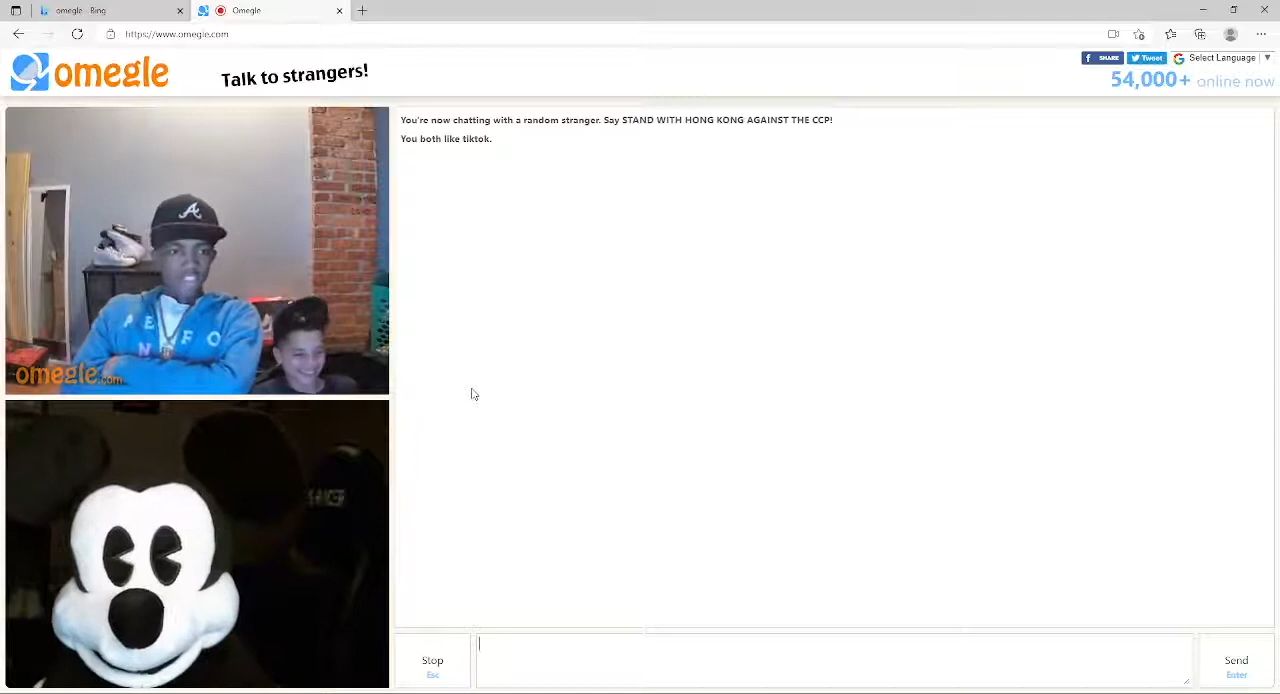 omegle - Bing
Omegle
https://www.omegle.com
omegle
Talk to strangers!
SHARE
Tweet
Select Language
54,000+ online now
You're now chatting with a random stranger. Say STAND WITH HONG KONG AGAINST THE CCP!
You both like tiktok.
A
omegle.com
Stop
Esc
Send
Enter